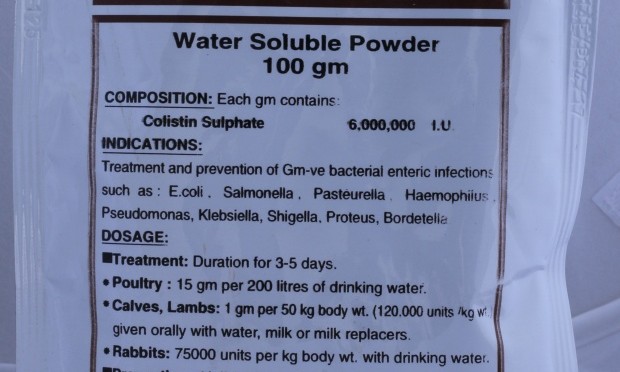 Water Soluble Powder
100 gm
COMPOSITION: Each gm contains:
Colistin Sulphate 6,000,000 I.U.
INDICATIONS:
Treatment and prevention of Gm-ve bacterial enteric infections
such as : E.coli , Salmonella , Pasteurella , Haemophilus ,
Pseudomonas, Klebsiella, Shigella, Proteus, Bordetella
DOSAGE:
■Treatment: Duration for 3-5 days.
• Poultry : 15 gm per 200 litres of drinking water.
• Calves, Lambs: 1 gm per 50 kg body wt. (120.000 units /kg wt
given orally with water, milk or milk replacers.
• Rabbits: 75000 units per kg body wt. with drinking water.